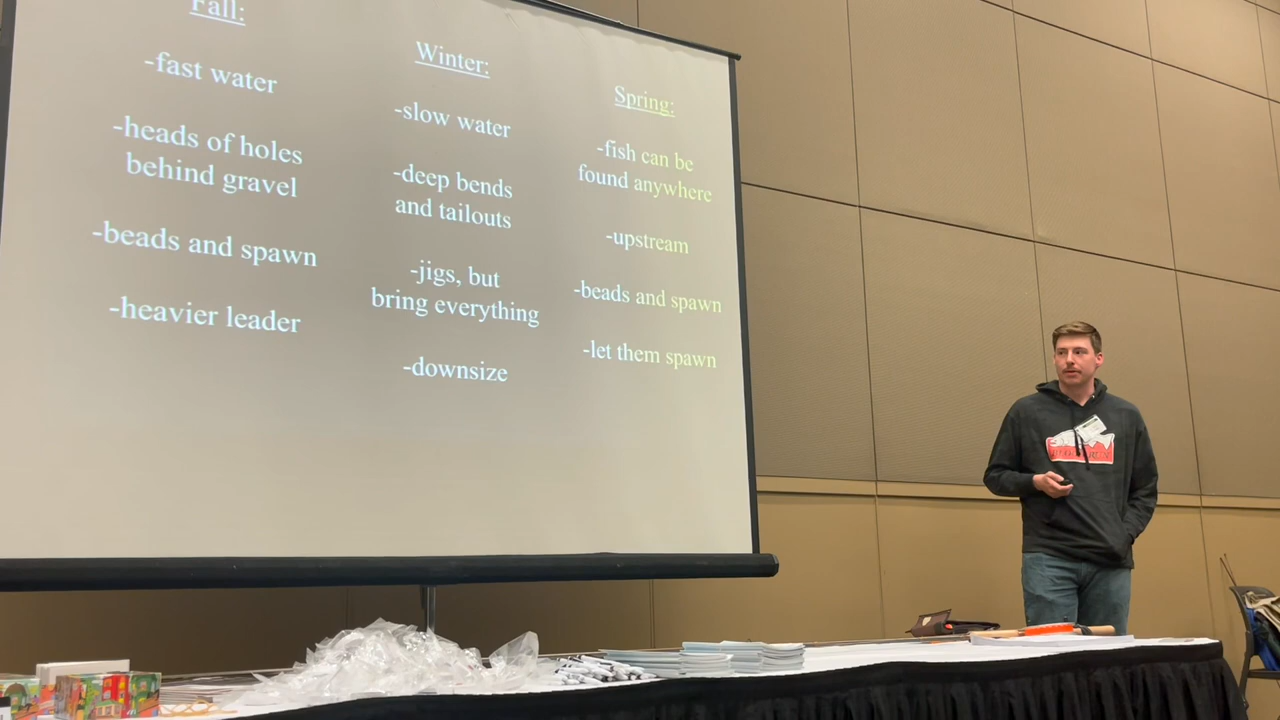 Fall:
-fast water
-heads of holes
behind gravel
-beads and spawn
-heavier leader
Winter:
-slow water
-deep bends
and tailouts
-jigs, but
bring everything
-downsize
Spring:
-fish can be
found anywhere
-upstream
-beads and spawn
-let them spawn